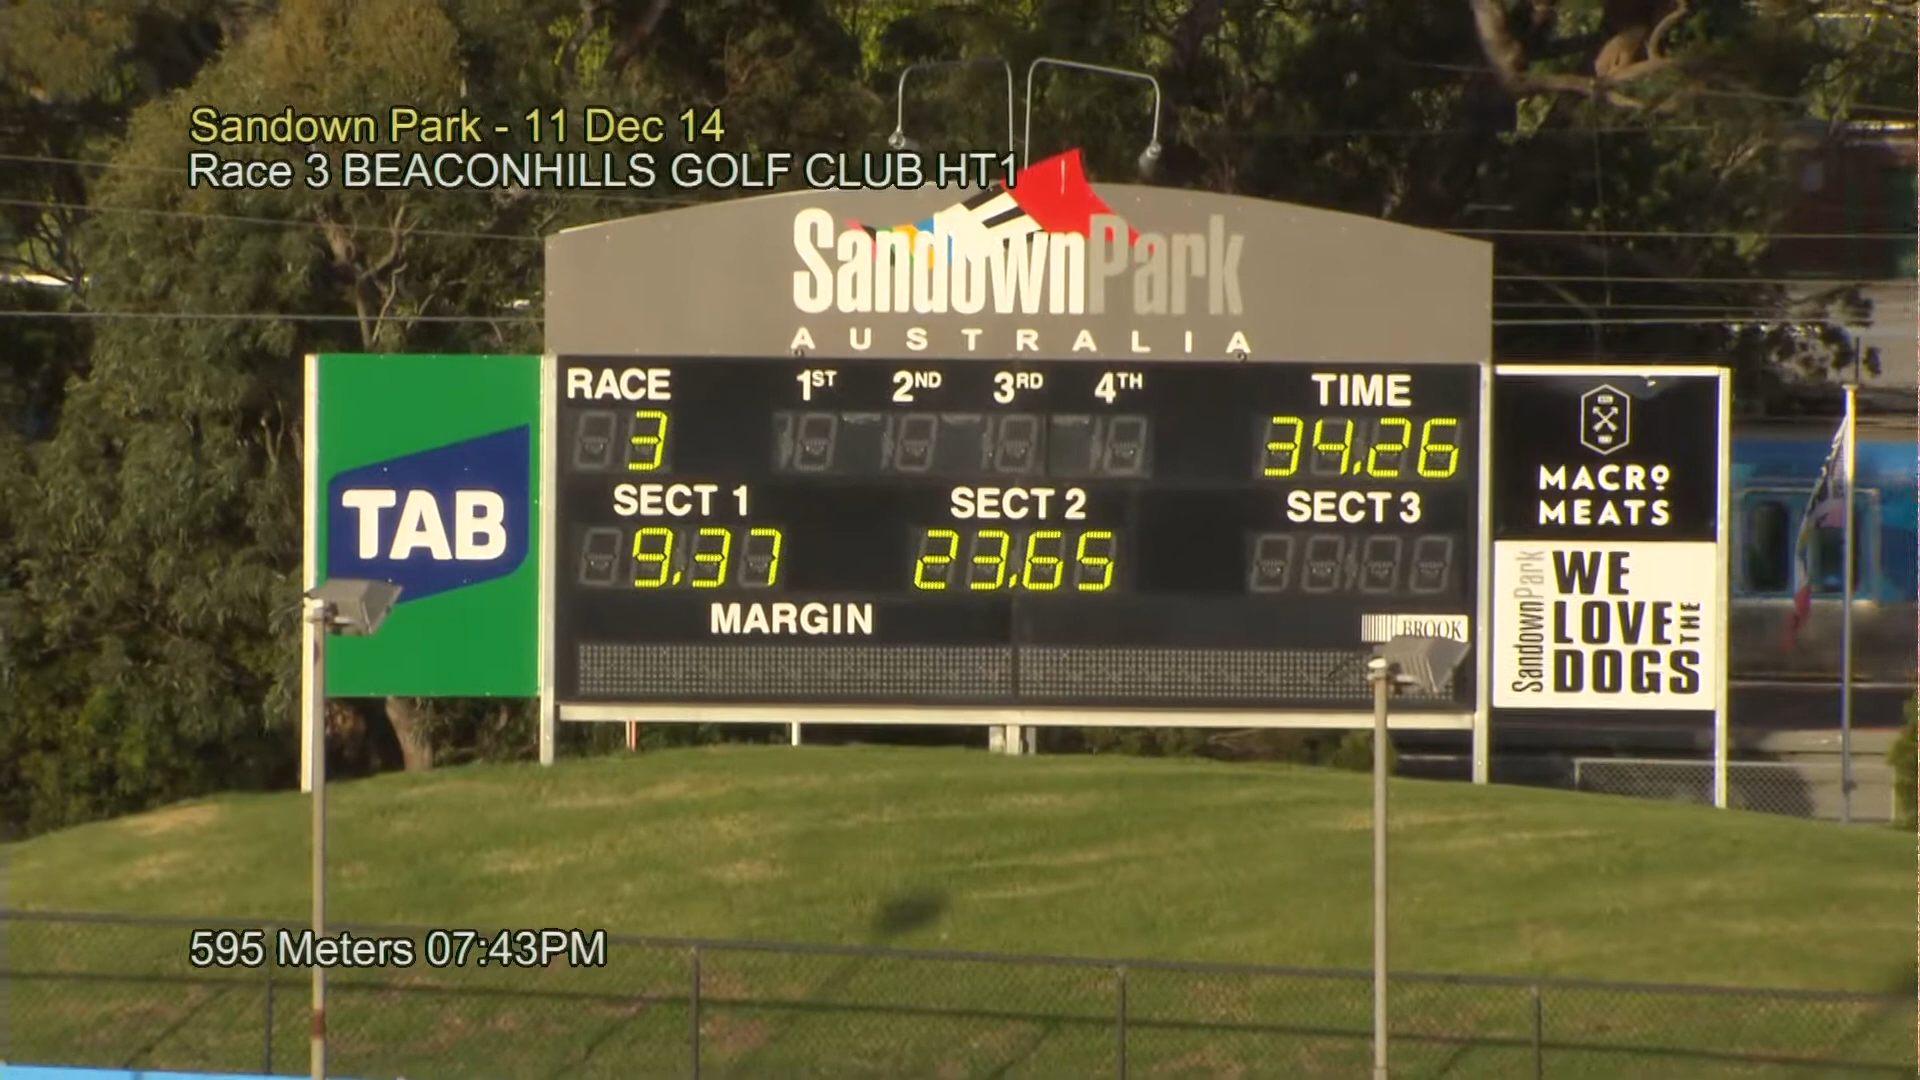 Sandown Park - 11 Dec 14
Race 3 BEACONHILLS GOLF CLUB HT1
SandownPark
AUSTRALIA
RACE 1ST 2ND 3RD 4TH TIME
3 34.26
SECT 1 SECT 2 SECT 3
9.37 23.65
MARGIN
BROOK
TAB
MACRO
MEATS
SandownPark
WE
LOVE THE
DOGS
595 Meters 07:43PM